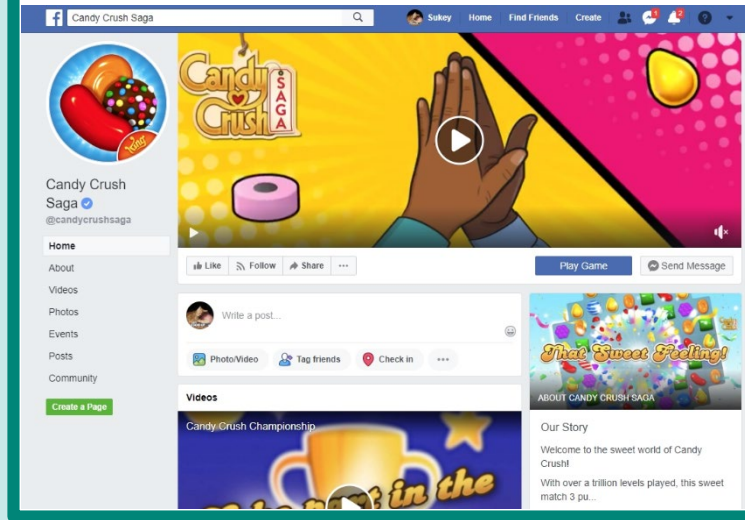 Candy Crush Saga
Sukey Home Find Friends Create
1
2
Candy
Crush
SAGA
King
Candy Crush
Saga
@candycrushsaga
Home
About
Videos
Photos
Events
Posts
Community
Create a Page
Like Follow Share
Play Game Send Message
Write a post...
Photo/Video Tag friends Check in
Videos
Candy Crush Championship
in the
That Sweet Feeling!
ABOUT CANDY CRUSH SAGA
Our Story
Welcome to the sweet world of Candy
Crush!
With over a trillion levels played, this sweet
match 3 pu...